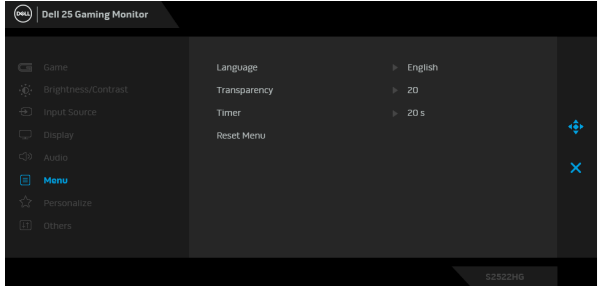 DELL
Dell 25 Gaming Monitor
Game
Brightness/Contrast
Input Source
Display
Audio
Menu
Personalize
Others
Language English
Transparency 20
Timer 20 s
Reset Menu
S2522HG